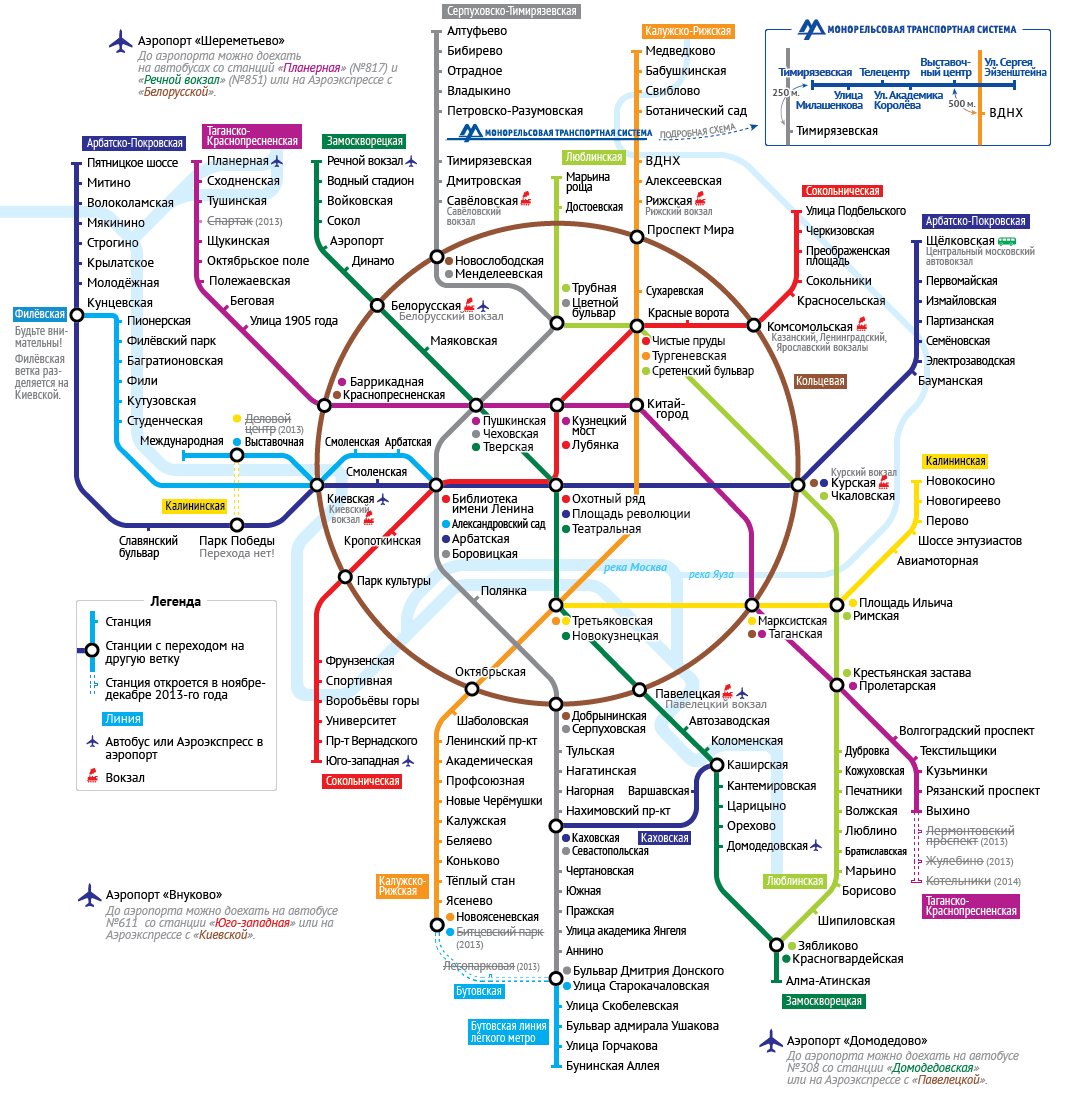 Серпуховско-Тимирязевская
Алтуфьево
Бибирево
Отрадное
Владыкино
Петровско-Разумовская
МОНОРЕЛЬСОВАЯ ТРАНСПОРТНАЯ СИСТЕМА
ПОДРОБНАЯ СХЕМА
Тимирязевская
Дмитровская
Савёловская
Савёловский
вокзал
Калужско-Рижская
Медведково
Бабушкинская
Свиблово
Ботанический сад
ВДНХ
Алексеевская
Рижская
Рижский вокзал
Проспект Мира
МОНОРЕЛЬСОВАЯ ТРАНСПОРТНАЯ СИСТЕМА
Тимирязевская
Телецентр
Выставоч-
ный центр
Ул. Сергея
Эйзенштейна
250 м.
Улица
Милашенкова
Ул. Академика
Королёва
500 м.
ВДНХ
Тимирязевская
Аэропорт «Шереметьево»
До аэропорта можно доехать
на автобусах со станций «Планерная» (№817) и
«Речной вокзал» (№851) или на Аэроэкспрессе с
«Белорусской».
Арбатско-Покровская
Пятницкое шоссе
Митино
Волоколамская
Мякинино
Строгино
Крылатское
Молодёжная
Кунцевская
Таганско-
Краснопресненская
Планерная
Сходненская
Тушинская
Спартак (2013)
Щукинская
Октябрьское поле
Полежаевская
Беговая
Улица 1905 года
Замоскворецкая
Речной вокзал
Водный стадион
Войковская
Сокол
Аэропорт
Динамо
Белорусская
Белорусский вокзал
Маяковская
Новослободская
Менделеевская
Люблинская
Марьина
роща
Достоевская
Трубная
Цветной
бульвар
Сухаревская
Сокольническая
Улица Подбельского
Черкизовская
Преображенская
площадь
Сокольники
Красносельская
Красные ворота
Комсомольская
Казанский, Ленинградский,
Ярославский вокзалы
Чистые пруды
Тургеневская
Сретенский бульвар
Кольцевая
Арбатско-Покровская
Щёлковская
Центральный московский
автовокзал
Первомайская
Измайловская
Партизанская
Семёновская
Электрозаводская
Бауманская
Филёвская
Будьте вни-
мательны!
Филёвская
ветка раз-
деляется на
Киевской.
Пионерская
Филёвский парк
Багратионовская
Фили
Кутузовская
Студенческая
Международная
Деловой
центр (2013)
Выставочная
Калининская
Баррикадная
Краснопресненская
Смоленская
Арбатская
Смоленская
Киевская
Киевский
вокзал
Славянский
бульвар
Парк Победы
Перехода нет!
Пушкинская
Чеховская
Тверская
Кузнецкий
мост
Лубянка
Китай-
город
Библиотека
имени Ленина
Александровский сад
Арбатская
Боровицкая
Охотный ряд
Площадь революции
Театральная
Кропоткинская
Парк культуры
Полянка
река Москва
река Яуза
Курский вокзал
Курская
Чкаловская
Калининская
Новокосино
Новогиреево
Перово
Шоссе энтузиастов
Авиамоторная
Площадь Ильича
Римская
Марксистская
Таганская
Третьяковская
Новокузнецкая
Легенда
Станция
Станции с переходом на
другую ветку
Станция откроется в ноябре-
декабре 2013-го года
Линия
Автобус или Аэроэкспресс в
аэропорт
Вокзал
Фрунзенская
Спортивная
Воробьёвы горы
Университет
Пр-т Вернадского
Юго-западная
Сокольническая
Октябрьская
Шаболовская
Ленинский пр-кт
Академическая
Профсоюзная
Новые Черёмушки
Калужская
Беляево
Коньково
Тёплый стан
Ясенево
Калужско-
Рижская
Новоясеневская
Битцевский парк
(2013)
Лесопарковая (2013)
Бутовская
Добрынинская
Серпуховская
Тульская
Нагатинская
Нагорная
Нахимовский пр-кт
Варшавская
Каховская
Каховская
Севастопольская
Чертановская
Южная
Пражская
Улица академика Янгеля
Аннино
Бульвар Дмитрия Донского
Улица Старокачаловская
Бутовская линия
лёгкого метро
Улица Скобелевская
Бульвар адмирала Ушакова
Улица Горчакова
Бунинская Аллея
Павелецкая
Павелецкий вокзал
Автозаводская
Коломенская
Каширская
Кантемировская
Царицыно
Орехово
Домодедовская
Крестьянская застава
Пролетарская
Дубровка
Кожуховская
Печатники
Волжская
Люблино
Братиславская
Марьино
Борисово
Люблинская
Шипиловская
Зябликово
Красногвардейская
Алма-Атинская
Замоскворецкая
Волгоградский проспект
Текстильщики
Кузьминки
Рязанский проспект
Выхино
Лермонтовский
проспект (2013)
Жулебино (2013)
Котельники (2014)
Таганско-
Краснопресненская
Аэропорт «Внуково»
До аэропорта можно доехать на автобусе
№611 со станции «Юго-западная» или на
Аэроэкспрессе с «Киевской».
Аэропорт «Домодедово»
До аэропорта можно доехать на автобусе
№308 со станции «Домодедовская»
или на Аэроэкспрессе с «Павелецкой».